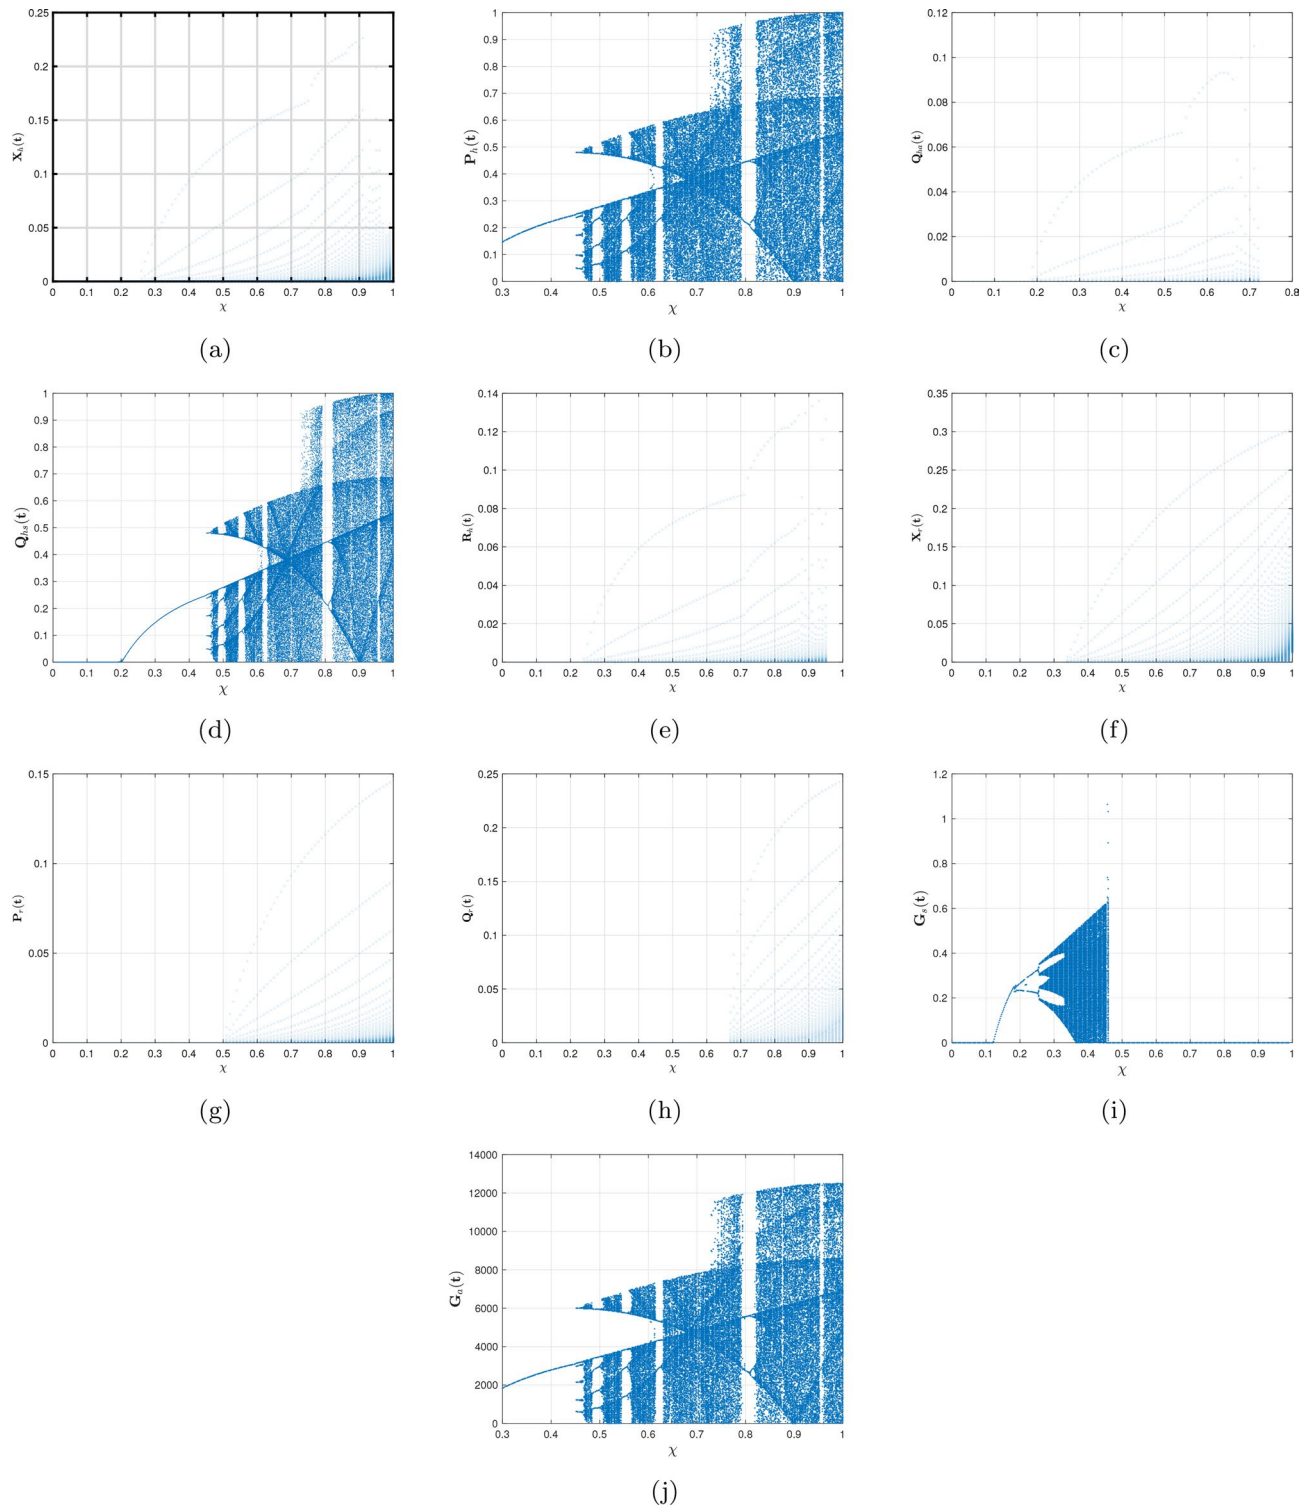 0.25
0.2
0.15
0.1
0.05
0
X_h(t)
0 0.1 0.2 0.3 0.4 0.5 0.6 0.7 0.8 0.9 1
χ
(a)
1
0.9
0.8
0.7
0.6
0.5
0.4
0.3
0.2
0.1
0
P_h(t)
0.3 0.4 0.5 0.6 0.7 0.8 0.9 1
χ
(b)
0.12
0.1
0.08
0.06
0.04
0.02
0
Q_ha(t)
0 0.1 0.2 0.3 0.4 0.5 0.6 0.7 0.8
χ
(c)
1
0.9
0.8
0.7
0.6
0.5
0.4
0.3
0.2
0.1
0
Q_hs(t)
0 0.1 0.2 0.3 0.4 0.5 0.6 0.7 0.8 0.9 1
χ
(d)
0.14
0.12
0.1
0.08
0.06
0.04
0.02
0
R_h(t)
0 0.1 0.2 0.3 0.4 0.5 0.6 0.7 0.8 0.9 1
χ
(e)
0.35
0.3
0.25
0.2
0.15
0.1
0.05
0
X_r(t)
0 0.1 0.2 0.3 0.4 0.5 0.6 0.7 0.8 0.9 1
χ
(f)
0.15
0.1
0.05
0
P_r(t)
0 0.1 0.2 0.3 0.4 0.5 0.6 0.7 0.8 0.9 1
χ
(g)
0.25
0.2
0.15
0.1
0.05
0
Q_r(t)
0 0.1 0.2 0.3 0.4 0.5 0.6 0.7 0.8 0.9 1
χ
(h)
1.2
1
0.8
0.6
0.4
0.2
0
G_s(t)
0 0.1 0.2 0.3 0.4 0.5 0.6 0.7 0.8 0.9 1
χ
(i)
14000
12000
10000
8000
6000
4000
2000
0
G_a(t)
0.3 0.4 0.5 0.6 0.7 0.8 0.9 1
χ
(j)